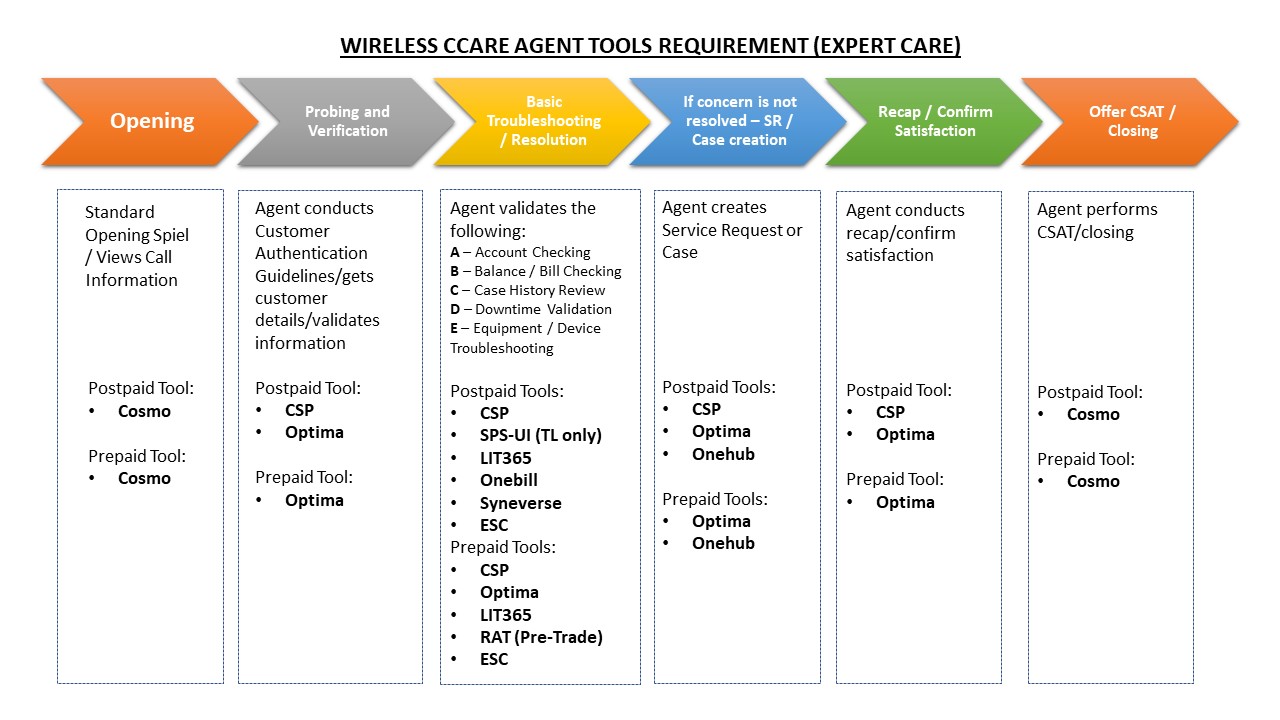 WIRELESS CCARE AGENT TOOLS REQUIREMENT (EXPERT CARE)
Opening
Probing and
Verification
Basic
Troubleshooting
/ Resolution
If concern is not
resolved – SR /
Case creation
Recap / Confirm
Satisfaction
Offer CSAT /
Closing
Standard
Opening Spiel
/ Views Call
Information
Postpaid Tool:
• Cosmo
Prepaid Tool:
• Cosmo
Agent conducts
Customer
Authentication
Guidelines/gets
customer
details/validates
information
Postpaid Tool:
• CSP
• Optima
Prepaid Tool:
• Optima
Agent validates the
following:
A – Account Checking
B – Balance / Bill Checking
C – Case History Review
D – Downtime Validation
E – Equipment / Device
Troubleshooting
Postpaid Tools:
• CSP
• SPS-UI (TL only)
• LIT365
• Onebill
• Syneverse
• ESC
Prepaid Tools:
• CSP
• Optima
• LIT365
• RAT (Pre-Trade)
• ESC
Agent creates
Service Request or
Case
Postpaid Tools:
• CSP
• Optima
• Onehub
Prepaid Tools:
• Optima
• Onehub
Agent conducts
recap/confirm
satisfaction
Postpaid Tool:
• CSP
• Optima
Prepaid Tool:
• Optima
Agent performs
CSAT/closing
Postpaid Tool:
• Cosmo
Prepaid Tool:
• Cosmo